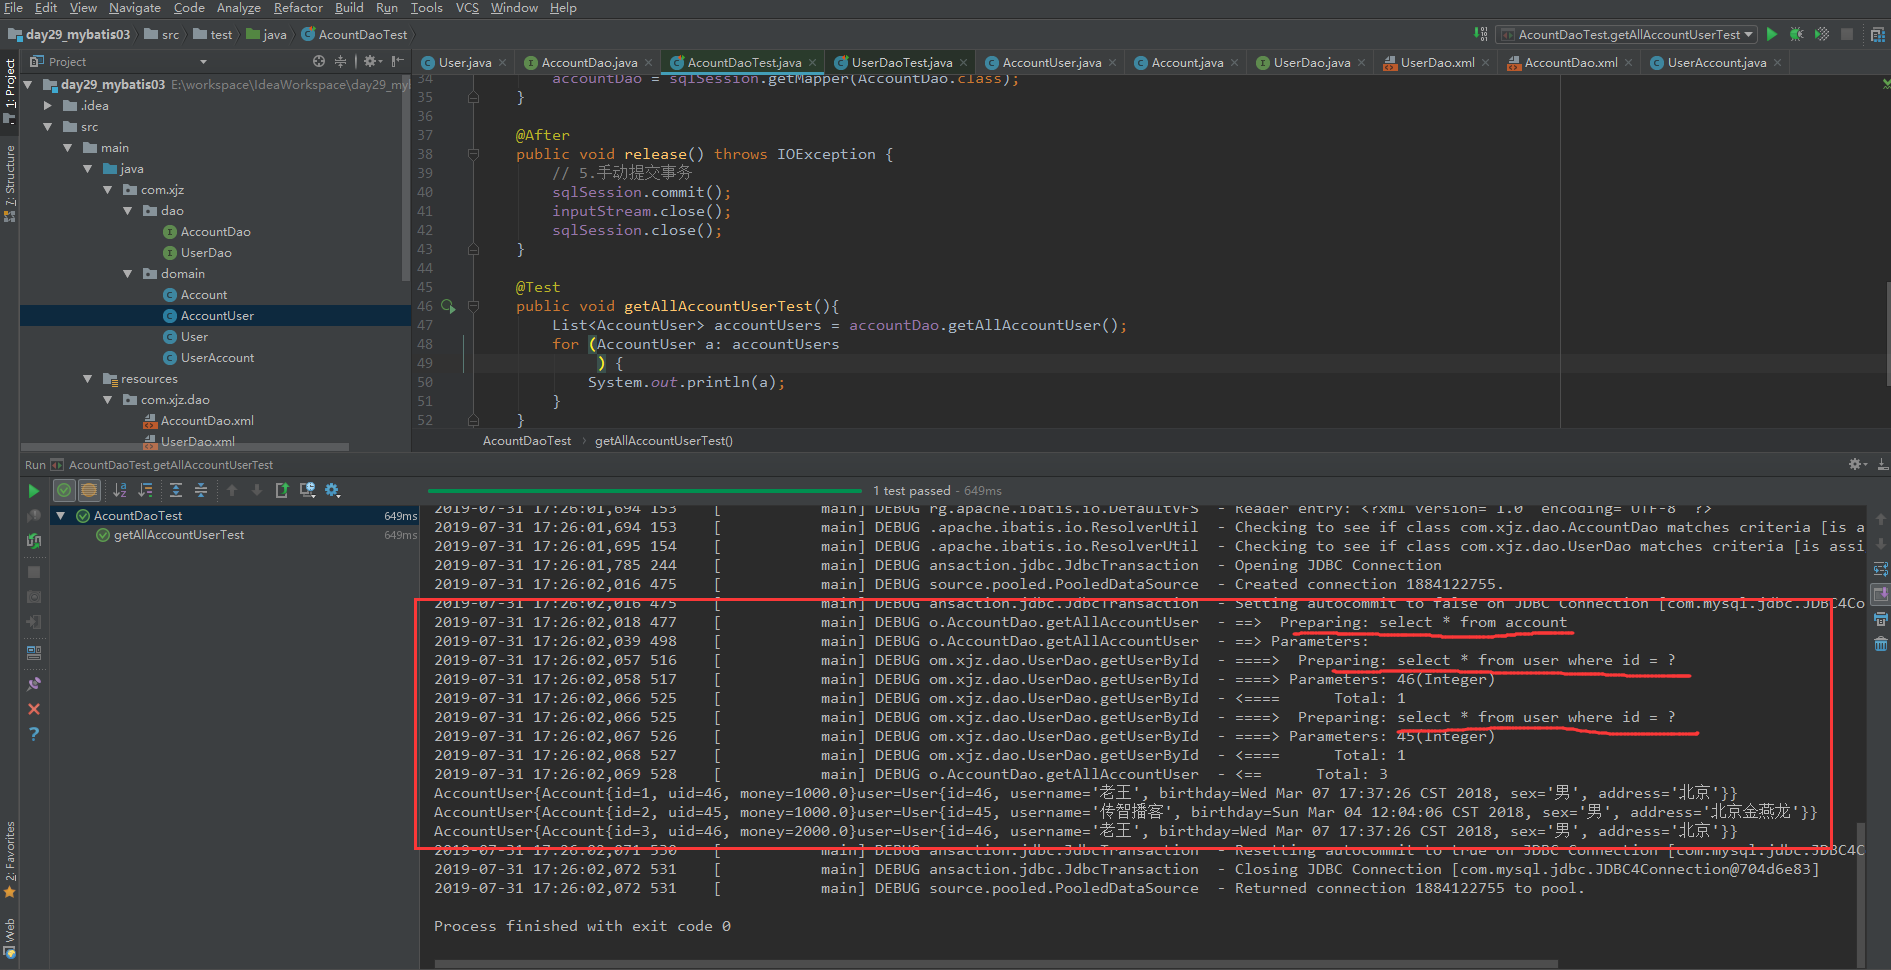 File Edit View Navigate Code Analyze Refactor Build Run Tools VCS Window Help
day29_mybatis03 src test java AcountDaoTest
AcountDaoTest.getAllAccountUserTest
Project
User.java AccountDao.java AcountDaoTest.java UserDaoTest.java AccountUser.java Account.java UserDao.java UserDao.xml AccountDao.xml UserAccount.java
1: Project
7: Structure
2: Favorites
Web
day29_mybatis03 E:\workspace\IdeaWorkspace\day29_my
.idea
src
main
java
com.xjz
dao
AccountDao
UserDao
domain
Account
AccountUser
User
UserAccount
resources
com.xjz.dao
AccountDao.xml
UserDao.xml
34 accountDao = sqlSession.getMapper(AccountDao.class);
35 }
36
37 @After
38 public void release() throws IOException {
39 // 5.手动提交事务
40 sqlSession.commit();
41 inputStream.close();
42 sqlSession.close();
43 }
44
45 @Test
46 public void getAllAccountUserTest(){
47 List<AccountUser> accountUsers = accountDao.getAllAccountUser();
48 for (AccountUser a: accountUsers
49 ) {
50 System.out.println(a);
51 }
52 }
AcountDaoTest getAllAccountUserTest()
Run AcountDaoTest.getAllAccountUserTest
1 test passed - 649ms
AcountDaoTest 649ms
getAllAccountUserTest 649ms
2019-07-31 17:26:01,694 153 [ main] DEBUG rg.apache.ibatis.io.DefaultVFS - Reader entry: <?xml version="1.0" encoding="UTF-8" ?>
2019-07-31 17:26:01,694 153 [ main] DEBUG .apache.ibatis.io.ResolverUtil - Checking to see if class com.xjz.dao.AccountDao matches criteria [is a
2019-07-31 17:26:01,695 154 [ main] DEBUG .apache.ibatis.io.ResolverUtil - Checking to see if class com.xjz.dao.UserDao matches criteria [is assi
2019-07-31 17:26:01,785 244 [ main] DEBUG ansaction.jdbc.JdbcTransaction - Opening JDBC Connection
2019-07-31 17:26:02,016 475 [ main] DEBUG source.pooled.PooledDataSource - Created connection 1884122755.
2019-07-31 17:26:02,016 475 [ main] DEBUG ansaction.jdbc.JdbcTransaction - Setting autocommit to false on JDBC Connection [com.mysql.jdbc.JDBC4Co
2019-07-31 17:26:02,018 477 [ main] DEBUG o.AccountDao.getAllAccountUser - ==> Preparing: select * from account
2019-07-31 17:26:02,039 498 [ main] DEBUG o.AccountDao.getAllAccountUser - ==> Parameters:
2019-07-31 17:26:02,057 516 [ main] DEBUG om.xjz.dao.UserDao.getUserById - ====> Preparing: select * from user where id = ?
2019-07-31 17:26:02,058 517 [ main] DEBUG om.xjz.dao.UserDao.getUserById - ====> Parameters: 46(Integer)
2019-07-31 17:26:02,066 525 [ main] DEBUG om.xjz.dao.UserDao.getUserById - <==== Total: 1
2019-07-31 17:26:02,066 525 [ main] DEBUG om.xjz.dao.UserDao.getUserById - ====> Preparing: select * from user where id = ?
2019-07-31 17:26:02,067 526 [ main] DEBUG om.xjz.dao.UserDao.getUserById - ====> Parameters: 45(Integer)
2019-07-31 17:26:02,068 527 [ main] DEBUG om.xjz.dao.UserDao.getUserById - <==== Total: 1
2019-07-31 17:26:02,069 528 [ main] DEBUG o.AccountDao.getAllAccountUser - <== Total: 3
AccountUser{Account{id=1, uid=46, money=1000.0}user=User{id=46, username='老王', birthday=Wed Mar 07 17:37:26 CST 2018, sex='男', address='北京'}}
AccountUser{Account{id=2, uid=45, money=1000.0}user=User{id=45, username='传智播客', birthday=Sun Mar 04 12:04:06 CST 2018, sex='男', address='北京金燕龙'}}
AccountUser{Account{id=3, uid=46, money=2000.0}user=User{id=46, username='老王', birthday=Wed Mar 07 17:37:26 CST 2018, sex='男', address='北京'}}
2019-07-31 17:26:02,071 530 [ main] DEBUG ansaction.jdbc.JdbcTransaction - Resetting autocommit to true on JDBC Connection [com.mysql.jdbc.JDBC4C
2019-07-31 17:26:02,072 531 [ main] DEBUG ansaction.jdbc.JdbcTransaction - Closing JDBC Connection [com.mysql.jdbc.JDBC4Connection@704d6e83]
2019-07-31 17:26:02,072 531 [ main] DEBUG source.pooled.PooledDataSource - Returned connection 1884122755 to pool.
Process finished with exit code 0